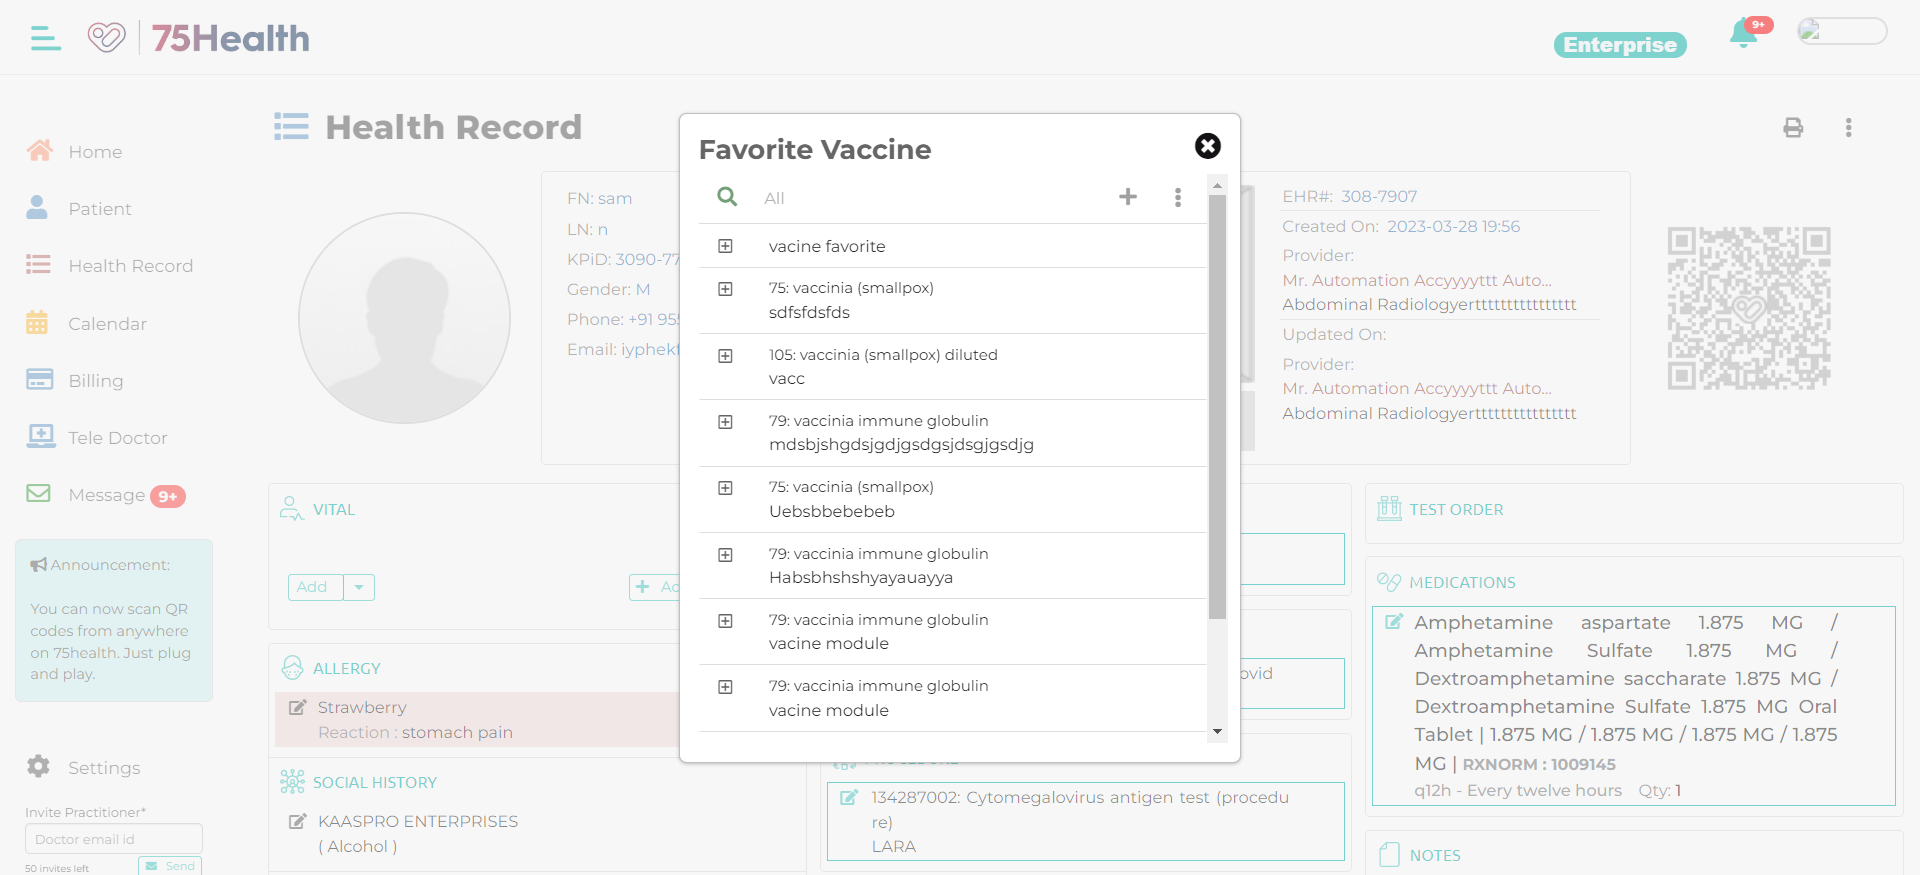 75Health
Enterprise
9+
Home
Patient
Health Record
Calendar
Billing
Tele Doctor
Message 9+
Announcement:
You can now scan QR
codes from anywhere
on 75health. Just plug
and play.
Settings
Invite Practitioner*
Doctor email id
50 invites left
Send
Health Record
FN: sam
LN: n
KPiD: 3090-77
Gender: M
Phone: +91 955
Email: iyphekf
EHR#: 308-7907
Created On: 2023-03-28 19:56
Provider:
Mr. Automation Accyyyyttt Auto...
Abdominal Radiologyertttttttttttttttt
Updated On:
Provider:
Mr. Automation Accyyyyttt Auto...
Abdominal Radiologyertttttttttttttttt
Favorite Vaccine
All
vacine favorite
75: vaccinia (smallpox)
sdfsfdsfds
105: vaccinia (smallpox) diluted
vacc
79: vaccinia immune globulin
mdsbjshgdsjgdjgsdgsjdsgjgsdjg
75: vaccinia (smallpox)
Uebsbbebebeb
79: vaccinia immune globulin
Habsbhshshyayauayya
79: vaccinia immune globulin
vacine module
79: vaccinia immune globulin
vacine module
VITAL
Add
ALLERGY
Strawberry
Reaction : stomach pain
SOCIAL HISTORY
KAASPRO ENTERPRISES
( Alcohol )
ovid
134287002: Cytomegalovirus antigen test (procedu
re)
LARA
TEST ORDER
MEDICATIONS
Amphetamine aspartate 1.875 MG /
Amphetamine Sulfate 1.875 MG /
Dextroamphetamine saccharate 1.875 MG /
Dextroamphetamine Sulfate 1.875 MG Oral
Tablet | 1.875 MG / 1.875 MG / 1.875 MG / 1.875
MG | RXNORM : 1009145
q12h - Every twelve hours Qty: 1
NOTES